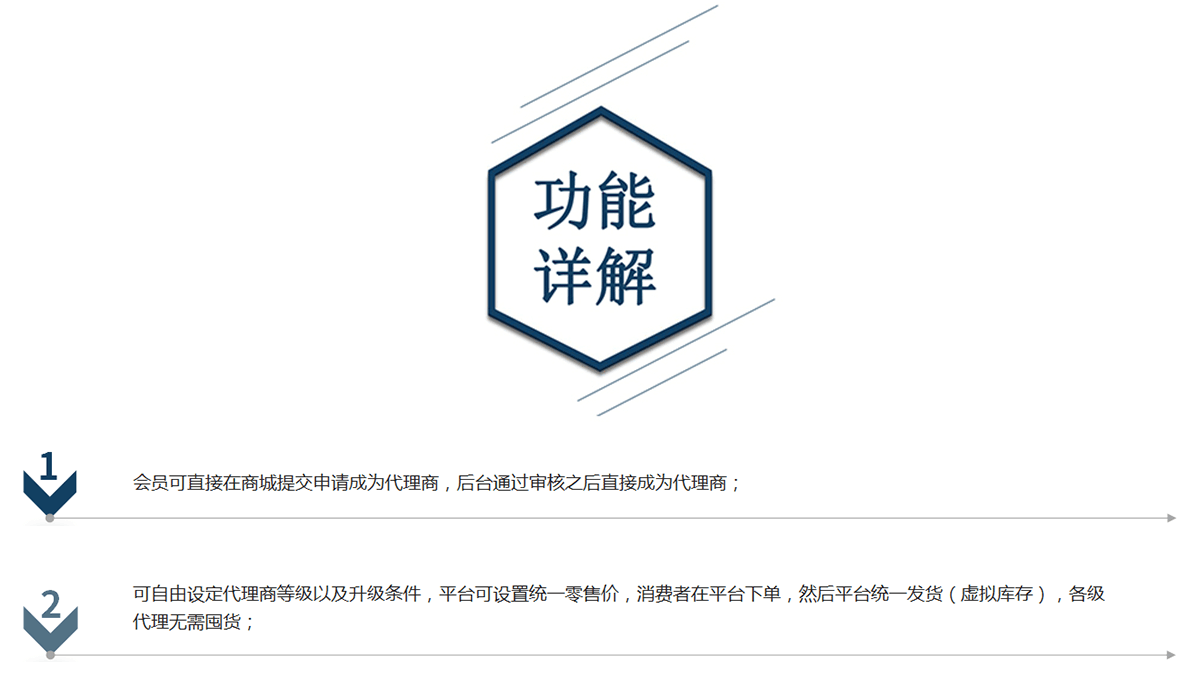 功能
详解
1
会员可直接在商城提交申请成为代理商，后台通过审核之后直接成为代理商；
2
可自由设定代理商等级以及升级条件，平台可设置统一零售价，消费者在平台下单，然后平台统一发货（虚拟库存），各级
代理无需囤货；